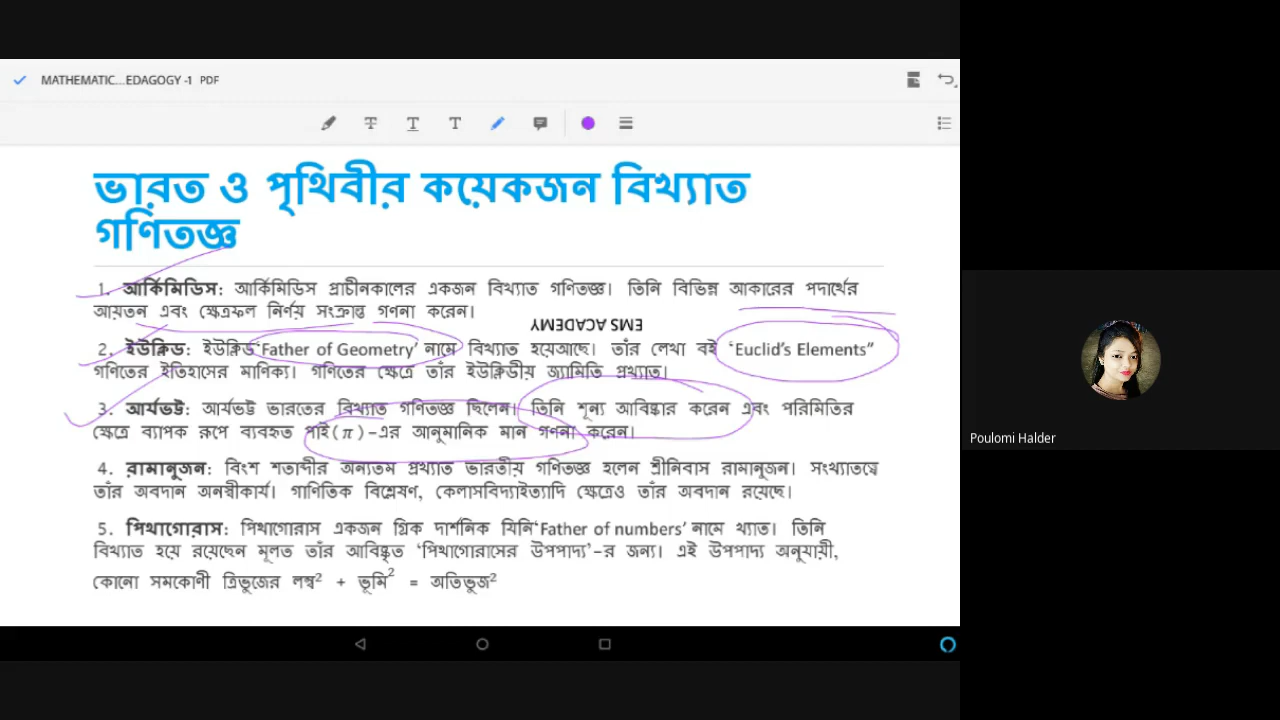 MATHEMATIC...EDAGOGY -1 PDF
ভারত ও পৃথিবীর কয়েকজন বিখ্যাত
গণিতজ্ঞ
1. আর্কিমিডিস: আর্কিমিডিস প্রাচীনকালের একজন বিখ্যাত গণিতজ্ঞ। তিনি বিভিন্ন আকারের পদার্থের
আয়তন এবং ক্ষেত্রফল নির্ণয় সংক্রান্ত গণনা করেন।
EMS ACADEMY
2. ইউক্লিড: ইউক্লিড‘Father of Geometry’ নামে বিখ্যাত হয়েআছে। তাঁর লেখা বই ‘Euclid’s Elements”
গণিতের ইতিহাসের মাণিক্য। গণিতের ক্ষেত্রে তাঁর ইউক্লিডীয় জ্যামিতি প্রখ্যাত।
3. আর্যভট্ট: আর্যভট্ট ভারতের বিখ্যাত গণিতজ্ঞ ছিলেন। তিনি শূন্য আবিষ্কার করেন এবং পরিমিতির
ক্ষেত্রে ব্যাপক রূপে ব্যবহৃত পাই(π)-এর আনুমানিক মান গণনা করেন।
4. রামানুজন: বিংশ শতাব্দীর অন্যতম প্রখ্যাত ভারতীয় গণিতজ্ঞ হলেন শ্রীনিবাস রামানুজন। সংখ্যাতত্বে
তাঁর অবদান অনস্বীকার্য। গাণিতিক বিশ্লেষণ, কেলাসবিদ্যাইত্যাদি ক্ষেত্রেও তাঁর অবদান রয়েছে।
5. পিথাগোরাস: পিথাগোরাস একজন গ্রিক দার্শনিক যিনি‘Father of numbers’ নামে খ্যাত। তিনি
বিখ্যাত হয়ে রয়েছেন মূলত তাঁর আবিষ্কৃত ‘পিথাগোরাসের উপপাদ্য’-র জন্য। এই উপপাদ্য অনুযায়ী,
কোনো সমকোণী ত্রিভুজের লম্ব² + ভূমি² = অতিভুজ²
Poulomi Halder